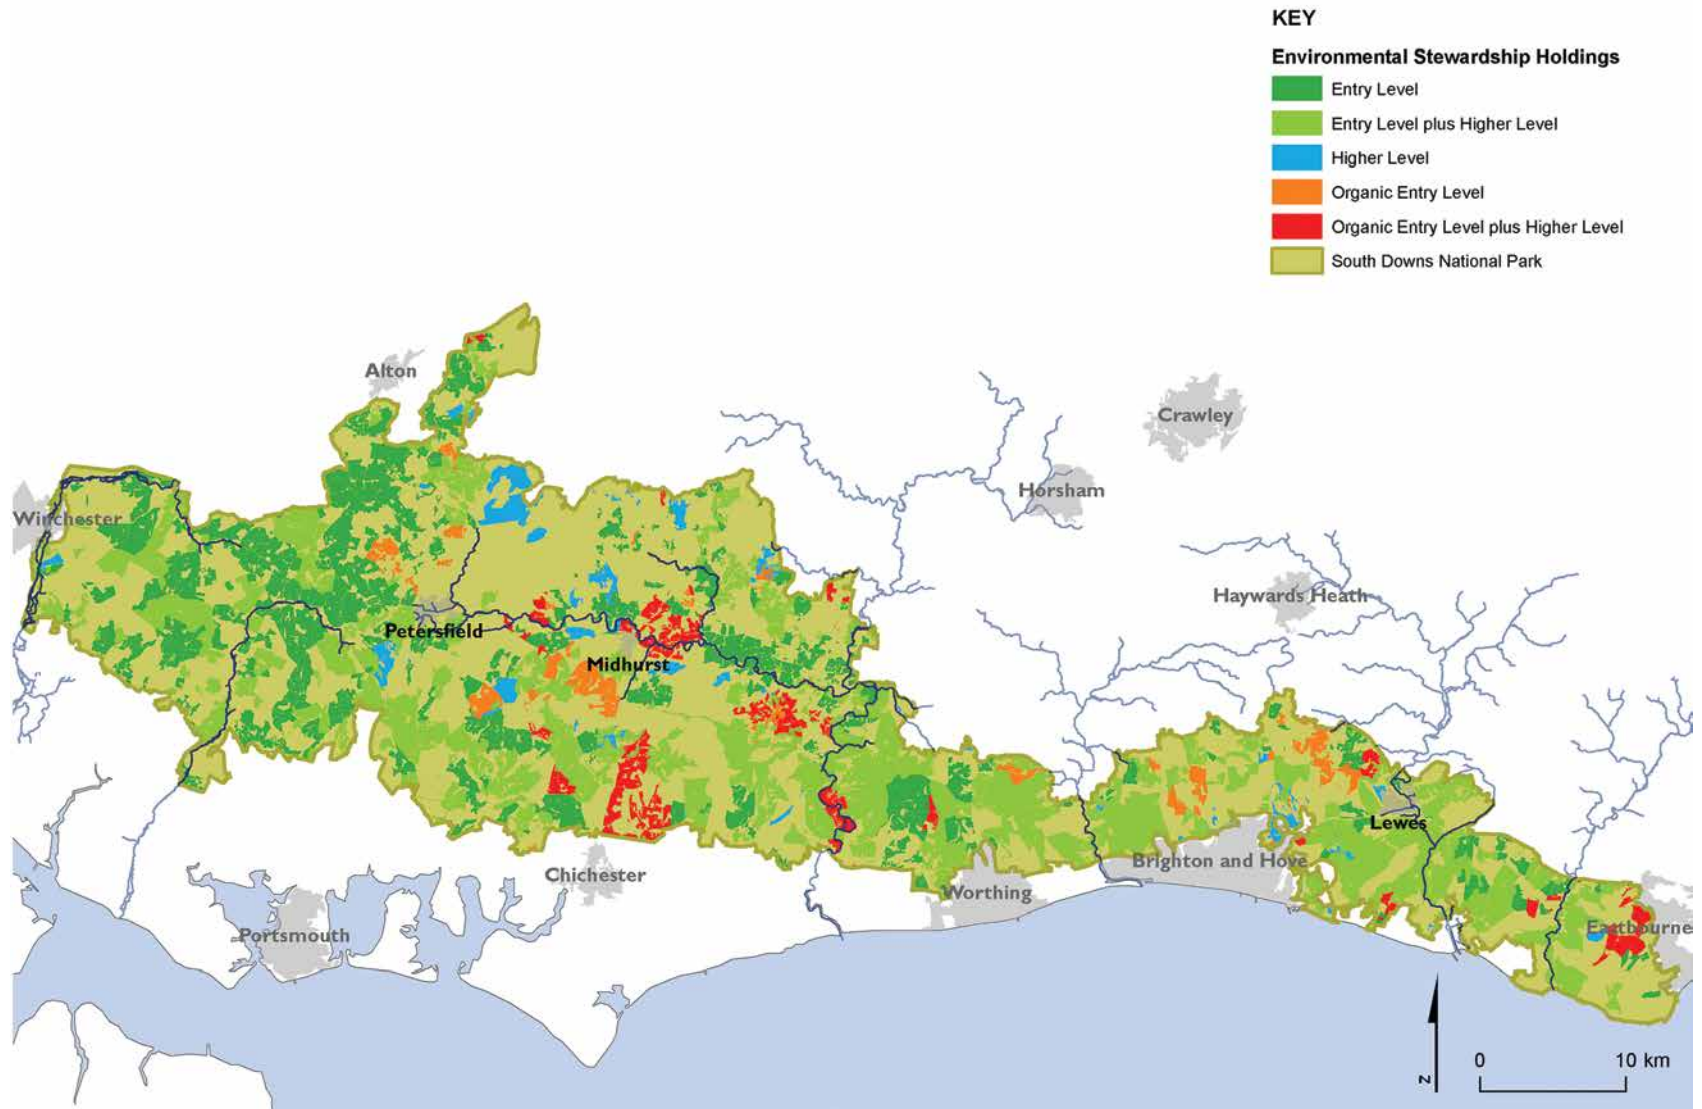 KEY
Environmental Stewardship Holdings
Entry Level
Entry Level plus Higher Level
Higher Level
Organic Entry Level
Organic Entry Level plus Higher Level
South Downs National Park
Alton
Crawley
Horsham
Winchester
Haywards Heath
Petersfield
Midhurst
Lewes
Brighton and Hove
Chichester
Worthing
Portsmouth
Eastbourne
0 10 km
N